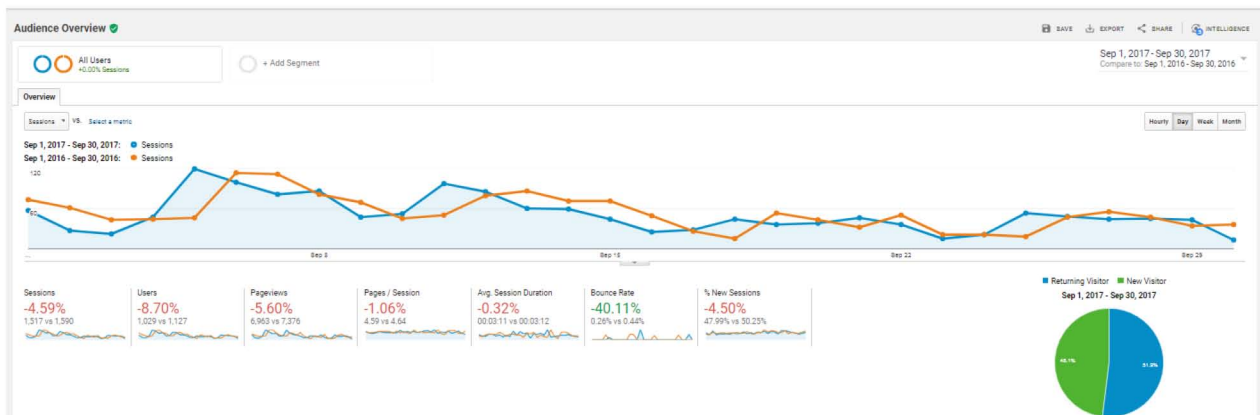 Audience Overview
SAVE EXPORT SHARE INTELLIGENCE
All Users
+0.00% Sessions
+ Add Segment
Sep 1, 2017 - Sep 30, 2017
Compare to: Sep 1, 2016 - Sep 30, 2016
Overview
Sessions VS. Select a metric
Hourly Day Week Month
Sep 1, 2017 - Sep 30, 2017: Sessions
Sep 1, 2016 - Sep 30, 2016: Sessions
120
...
Sep 8 Sep 15 Sep 22 Sep 29
Sessions
-4.59%
1,517 vs 1,590
Users
-8.70%
1,029 vs 1,127
Pageviews
-5.60%
6,963 vs 7,376
Pages / Session
-1.06%
4.59 vs 4.64
Avg. Session Duration
-0.32%
00:03:11 vs 00:03:12
Bounce Rate
-40.11%
0.26% vs 0.44%
% New Sessions
-4.50%
47.99% vs 50.25%
Returning Visitor New Visitor
Sep 1, 2017 - Sep 30, 2017
51.9%